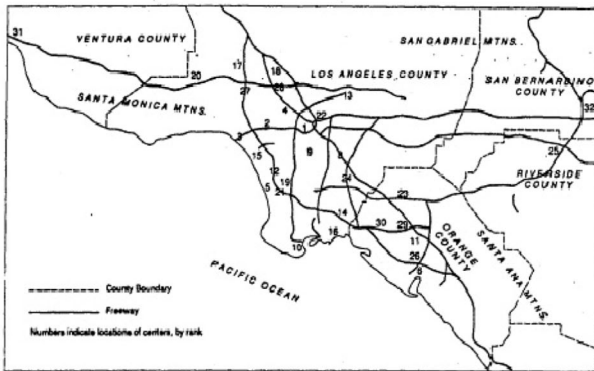 31
VENTURA COUNTY
SAN GABRIEL MTNS.
17
18
20
28
LOS ANGELES COUNTY
SAN BERNARDINO
COUNTY
SANTA MONICA MTNS.
27
13
4
22
32
2
1
3
9
25
15
12
24
RIVERSIDE
COUNTY
5
19
21
23
14
30
29
ORANGE
COUNTY
10
16
11
26
SANTA ANA MTNS.
PACIFIC OCEAN
County Boundary
Freeway
Numbers indicate locations of centers, by rank